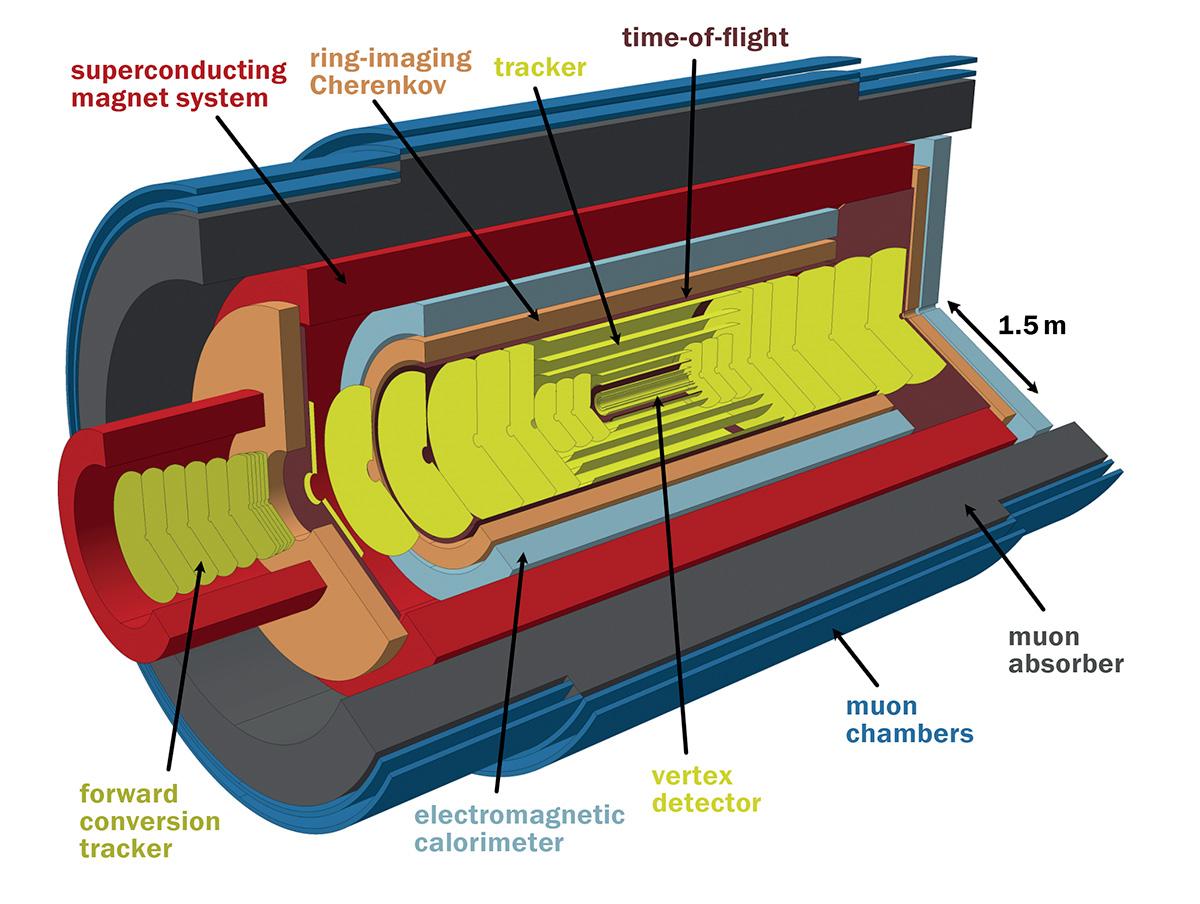 time-of-flight
ring-imaging
Cherenkov
tracker
superconducting
magnet system
1.5 m
muon
absorber
muon
chambers
vertex
detector
forward
conversion
tracker
electromagnetic
calorimeter